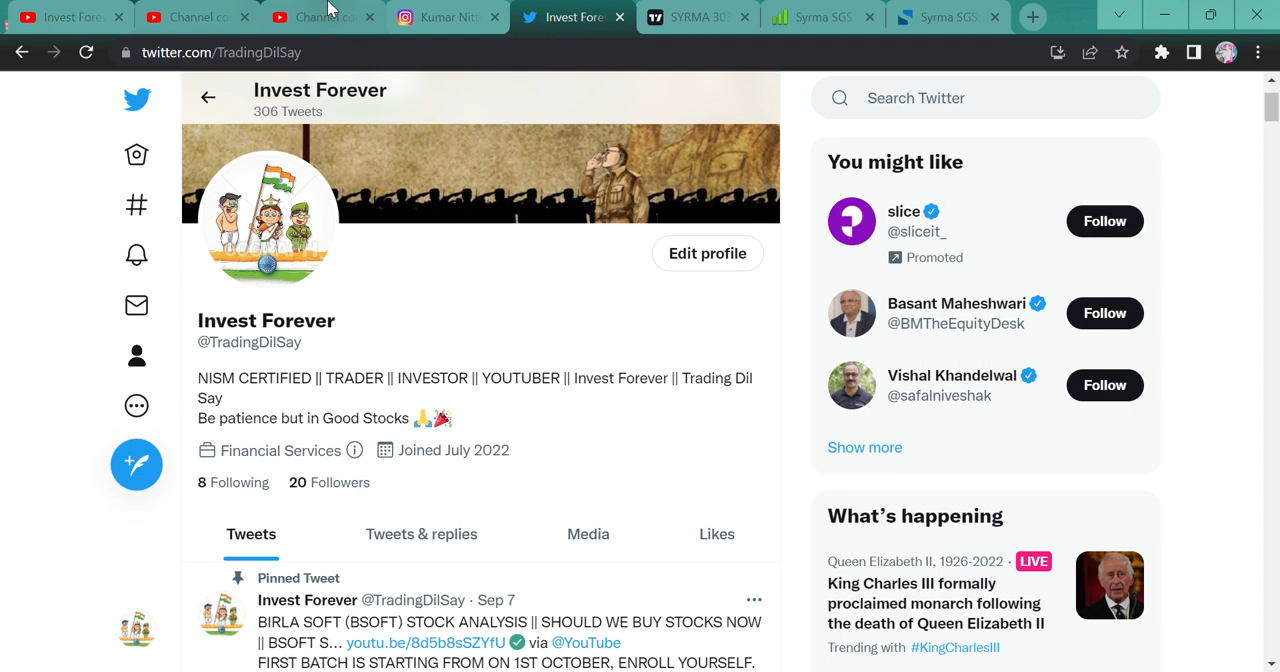 Invest Fores
Channel co
Channel co
Kumar Nitt
Invest Fore
SYRMA 303
Syrma SGS
Syrma SGS
twitter.com/TradingDilSay
Invest Forever
306 Tweets
Edit profile
Invest Forever
@TradingDilSay
NISM CERTIFIED || TRADER || INVESTOR || YOUTUBER || Invest Forever || Trading Dil
Say
Be patience but in Good Stocks 🙏🎉
Financial Services
Joined July 2022
8 Following 20 Followers
Tweets Tweets & replies Media Likes
Pinned Tweet
Invest Forever @TradingDilSay · Sep 7
BIRLA SOFT (BSOFT) STOCK ANALYSIS || SHOULD WE BUY STOCKS NOW
|| BSOFT S... youtu.be/8d5b8sSZYfU ✅ via @YouTube
FIRST BATCH IS STARTING FROM ON 1ST OCTOBER, ENROLL YOURSELF.
Search Twitter
You might like
slice
@sliceit_
Promoted
Follow
Basant Maheshwari
@BMTheEquityDesk
Follow
Vishal Khandelwal
@safalniveshak
Follow
Show more
What's happening
Queen Elizabeth II, 1926-2022 · LIVE
King Charles III formally
proclaimed monarch following
the death of Queen Elizabeth II
Trending with #KingCharlesIII